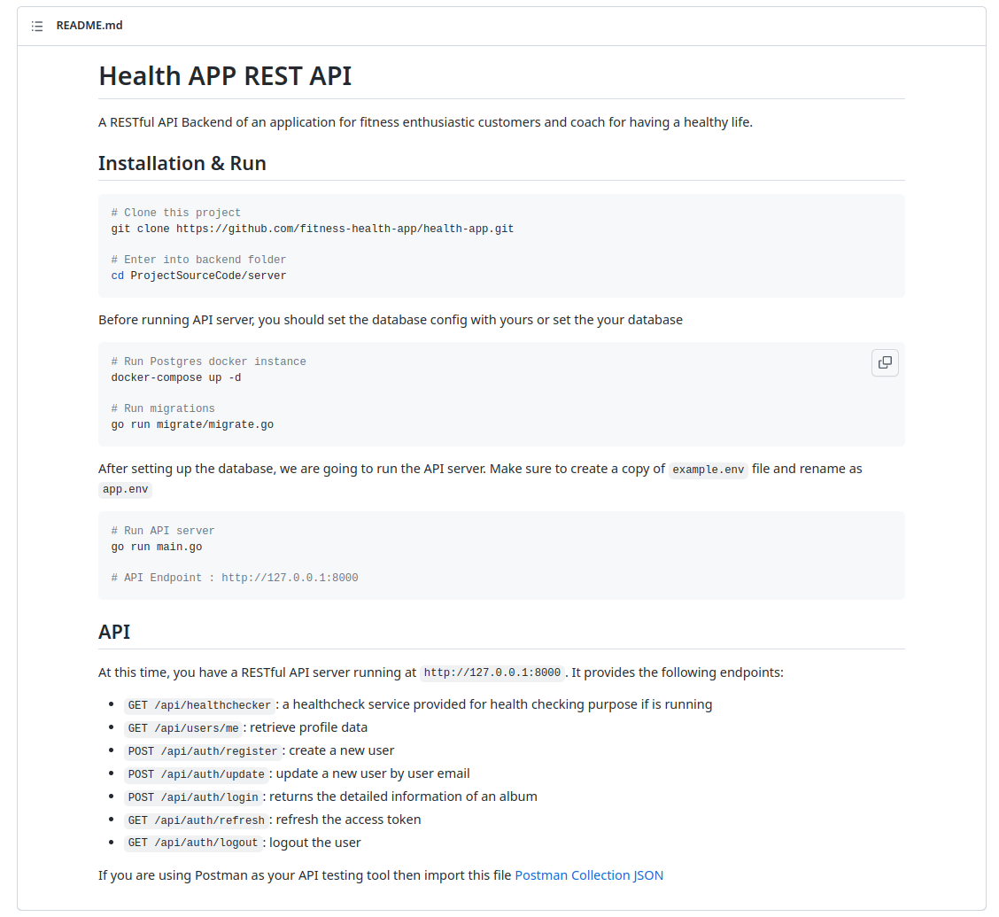 README.md
Health APP REST API
A RESTful API Backend of an application for fitness enthusiastic customers and coach for having a healthy life.
Installation & Run
# Clone this project
git clone https://github.com/fitness-health-app/health-app.git
# Enter into backend folder
cd ProjectSourceCode/server
Before running API server, you should set the database config with yours or set the your database
# Run Postgres docker instance
docker-compose up -d
# Run migrations
go run migrate/migrate.go
After setting up the database, we are going to run the API server. Make sure to create a copy of example.env file and rename as
app.env
# Run API server
go run main.go
# API Endpoint : http://127.0.0.1:8000
API
At this time, you have a RESTful API server running at http://127.0.0.1:8000. It provides the following endpoints:
GET /api/healthchecker: a healthcheck service provided for health checking purpose if is running
GET /api/users/me: retrieve profile data
POST /api/auth/register: create a new user
POST /api/auth/update: update a new user by user email
POST /api/auth/login: returns the detailed information of an album
GET /api/auth/refresh: refresh the access token
GET /api/auth/logout: logout the user
If you are using Postman as your API testing tool then import this file Postman Collection JSON